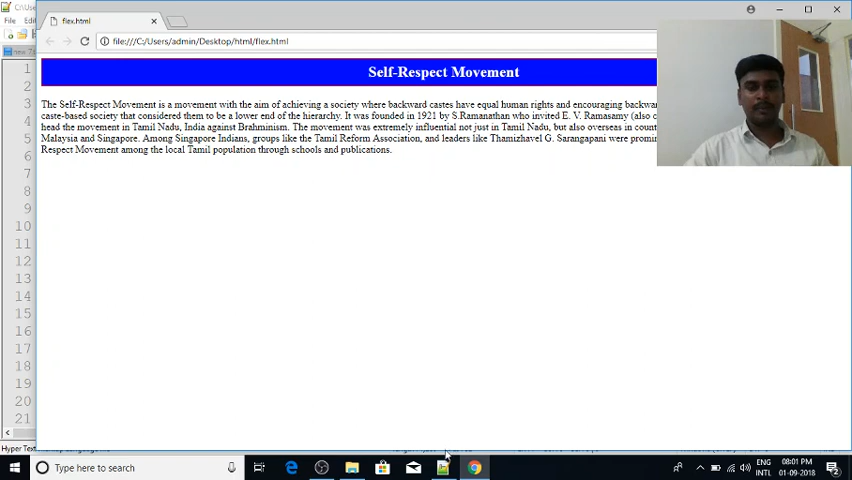 C:\Use
flex.html
File
file:///C:/Users/admin/Desktop/html/flex.html
Self-Respect Movement
The Self-Respect Movement is a movement with the aim of achieving a society where backward castes have equal human rights and encouraging backwa
caste-based society that considered them to be a lower end of the hierarchy. It was founded in 1921 by S.Ramanathan who invited E. V. Ramasamy (also
head the movement in Tamil Nadu, India against Brahminism. The movement was extremely influential not just in Tamil Nadu, but also overseas in count
Malaysia and Singapore. Among Singapore Indians, groups like the Tamil Reform Association, and leaders like Thamizhavel G. Sarangapani were promin
Respect Movement among the local Tamil population through schools and publications.
1
2
3
4
5
6
7
8
9
10
11
12
13
14
15
16
17
18
19
20
21
Hyper Text
Type here to search
ENG
INTL
08:01 PM
01-09-2018
2